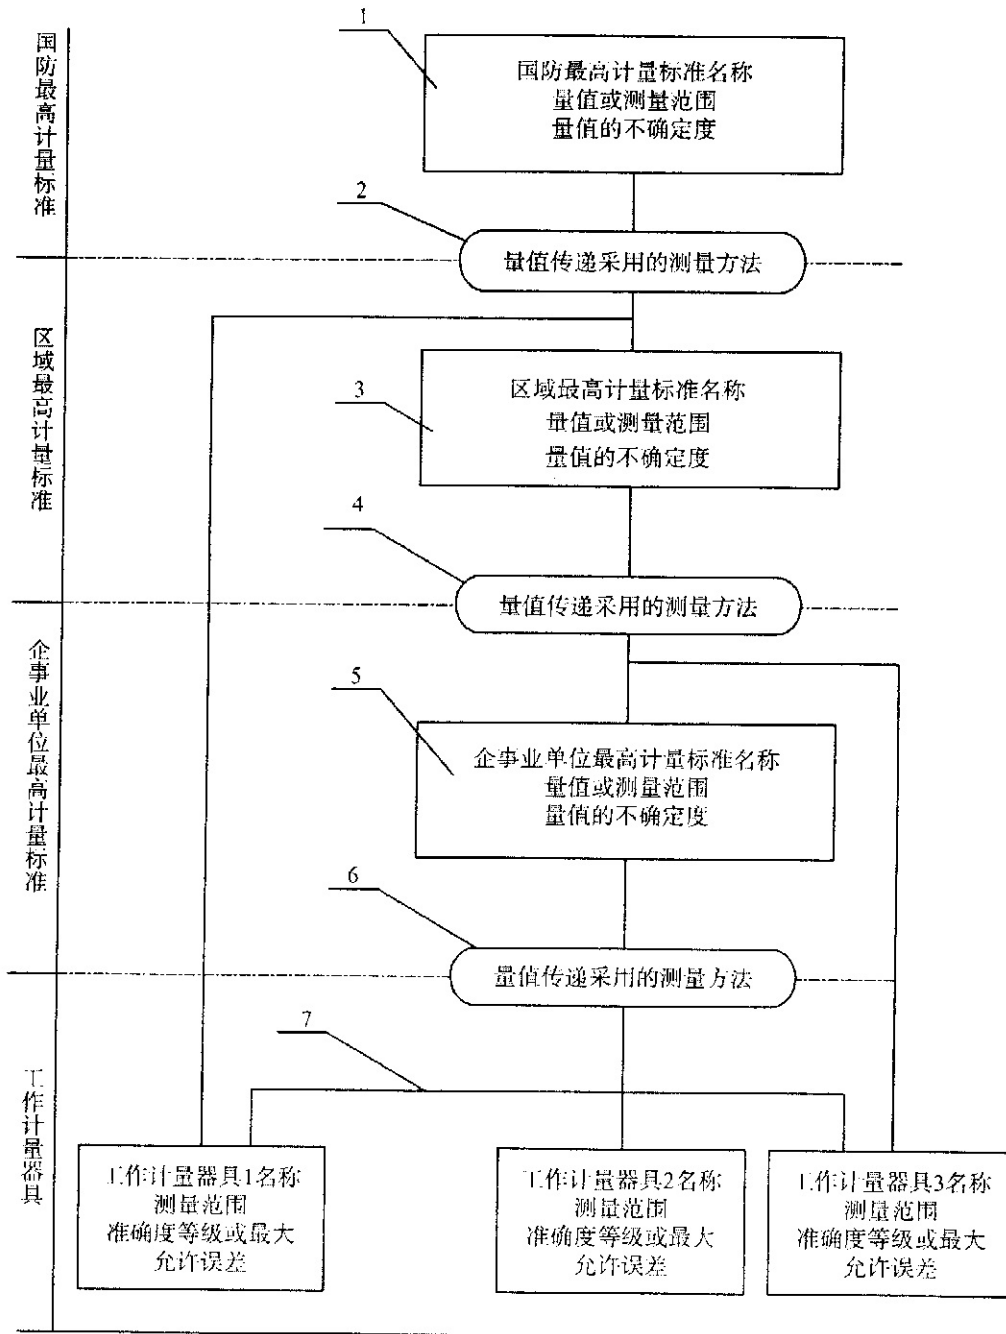 国防最高计量标准
1
国防最高计量标准名称
量值或测量范围
量值的不确定度
2
量值传递采用的测量方法
区域最高计量标准
3
区域最高计量标准名称
量值或测量范围
量值的不确定度
4
量值传递采用的测量方法
企事业单位最高计量标准
5
企事业单位最高计量标准名称
量值或测量范围
量值的不确定度
6
量值传递采用的测量方法
工作计量器具
7
工作计量器具1名称
测量范围
准确度等级或最大
允许误差
工作计量器具2名称
测量范围
准确度等级或最大
允许误差
工作计量器具3名称
测量范围
准确度等级或最大
允许误差